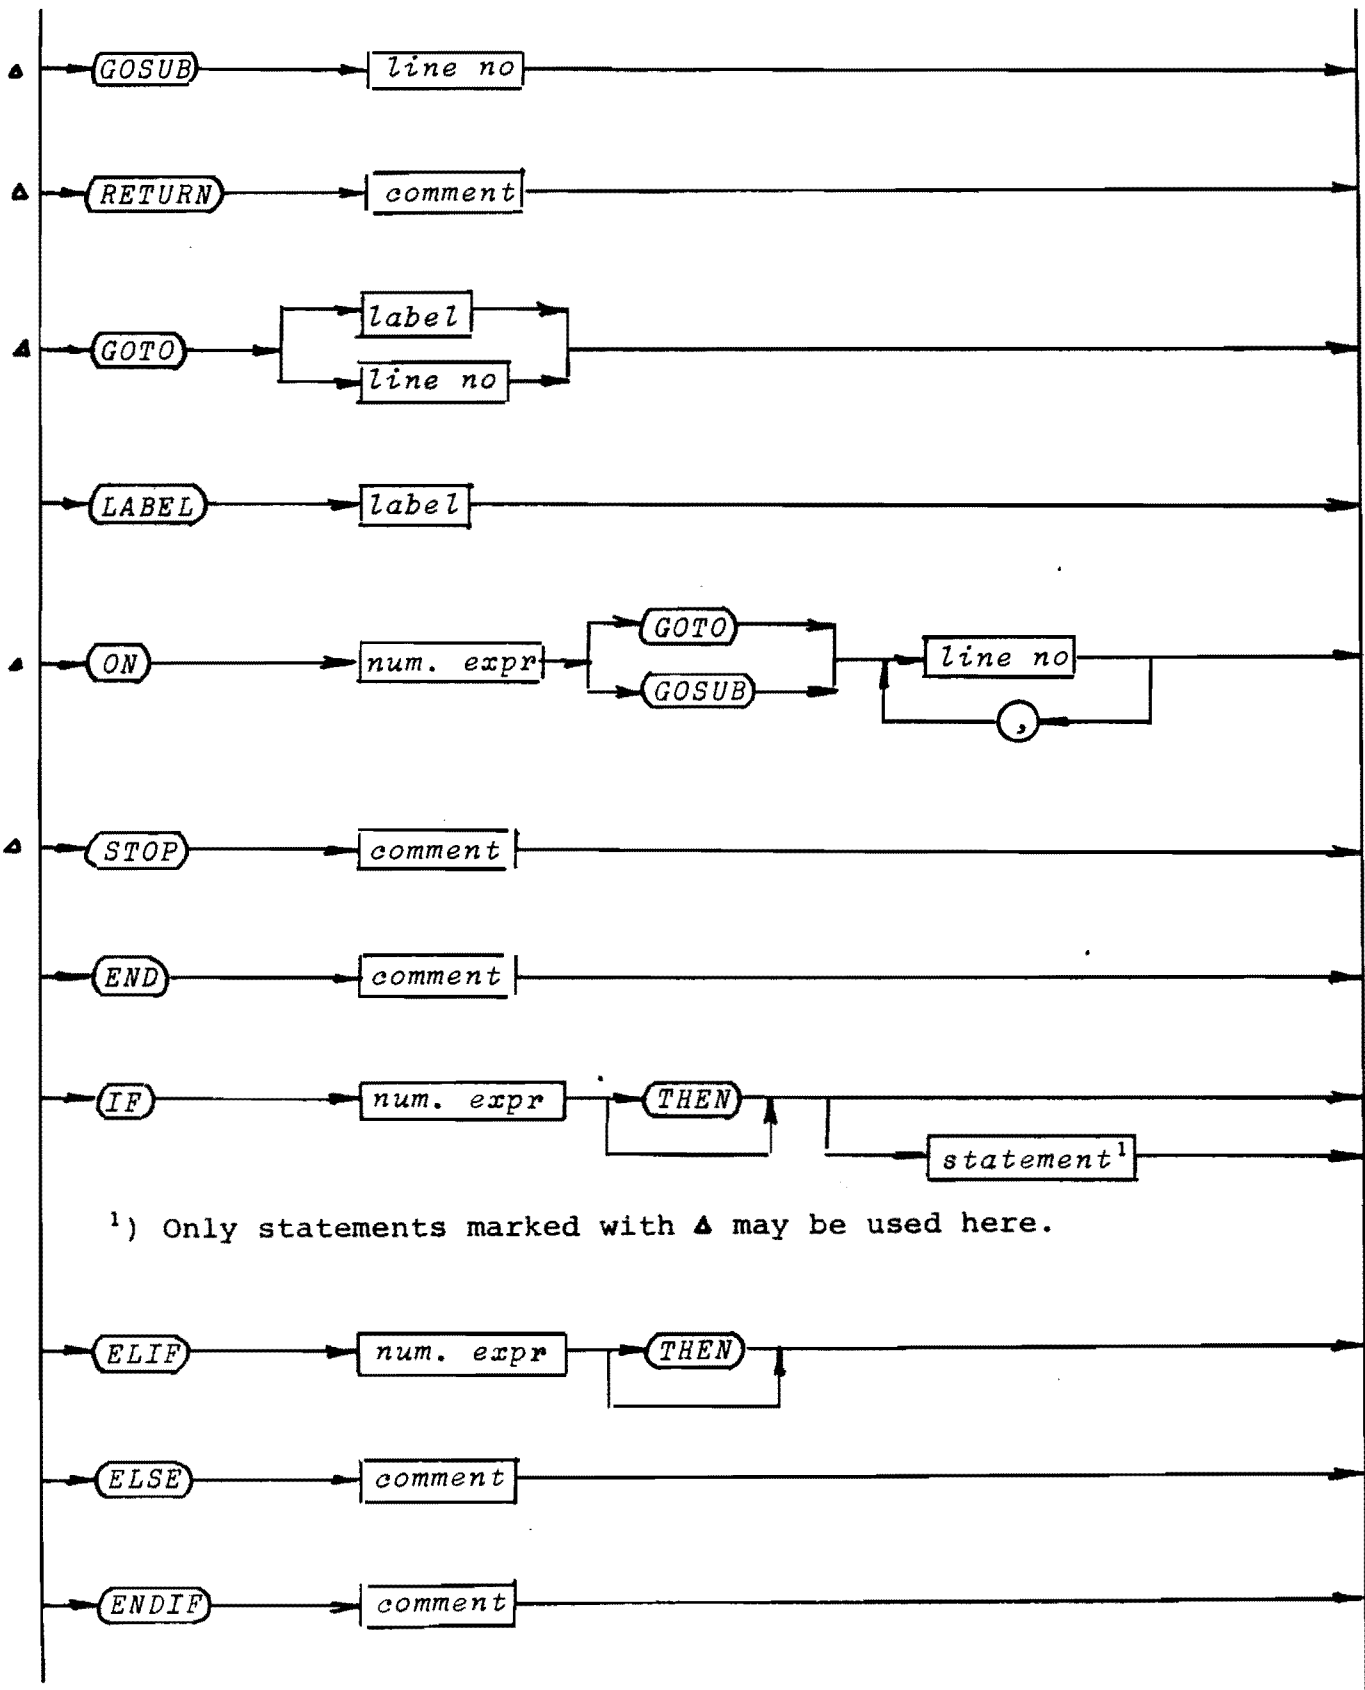 Δ GOSUB line no
Δ RETURN comment
label
Δ GOTO
line no
LABEL label
GOTO
Δ ON num. expr line no
GOSUB
,
Δ STOP comment
END comment
IF num. expr THEN
statement¹
¹) Only statements marked with Δ may be used here.
ELIF num. expr THEN
ELSE comment
ENDIF comment